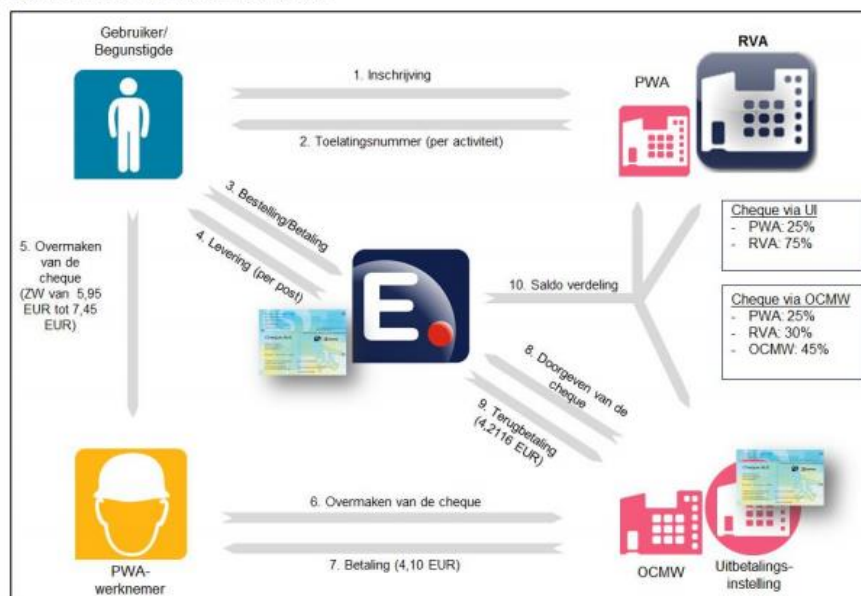 Gebruiker/
Begunstigde
1. Inschrijving
2. Toelatingsnummer (per activiteit)
PWA
RVA
3. Bestelling/Betaling
4. Levering (per post)
5. Overmaken
van de
cheque
(ZW van 5,95
EUR tot 7,45
EUR)
E.
10. Saldo verdeling
Cheque via UI
- PWA: 25%
- RVA: 75%
Cheque via OCMW
- PWA: 25%
- RVA: 30%
- OCMW: 45%
8. Doorgeven van de
cheque
9. Terugbetaling
(4,2116 EUR)
6. Overmaken van de cheque
7. Betaling (4,10 EUR)
PWA-
werknemer
OCMW
Uitbetalings-
instelling